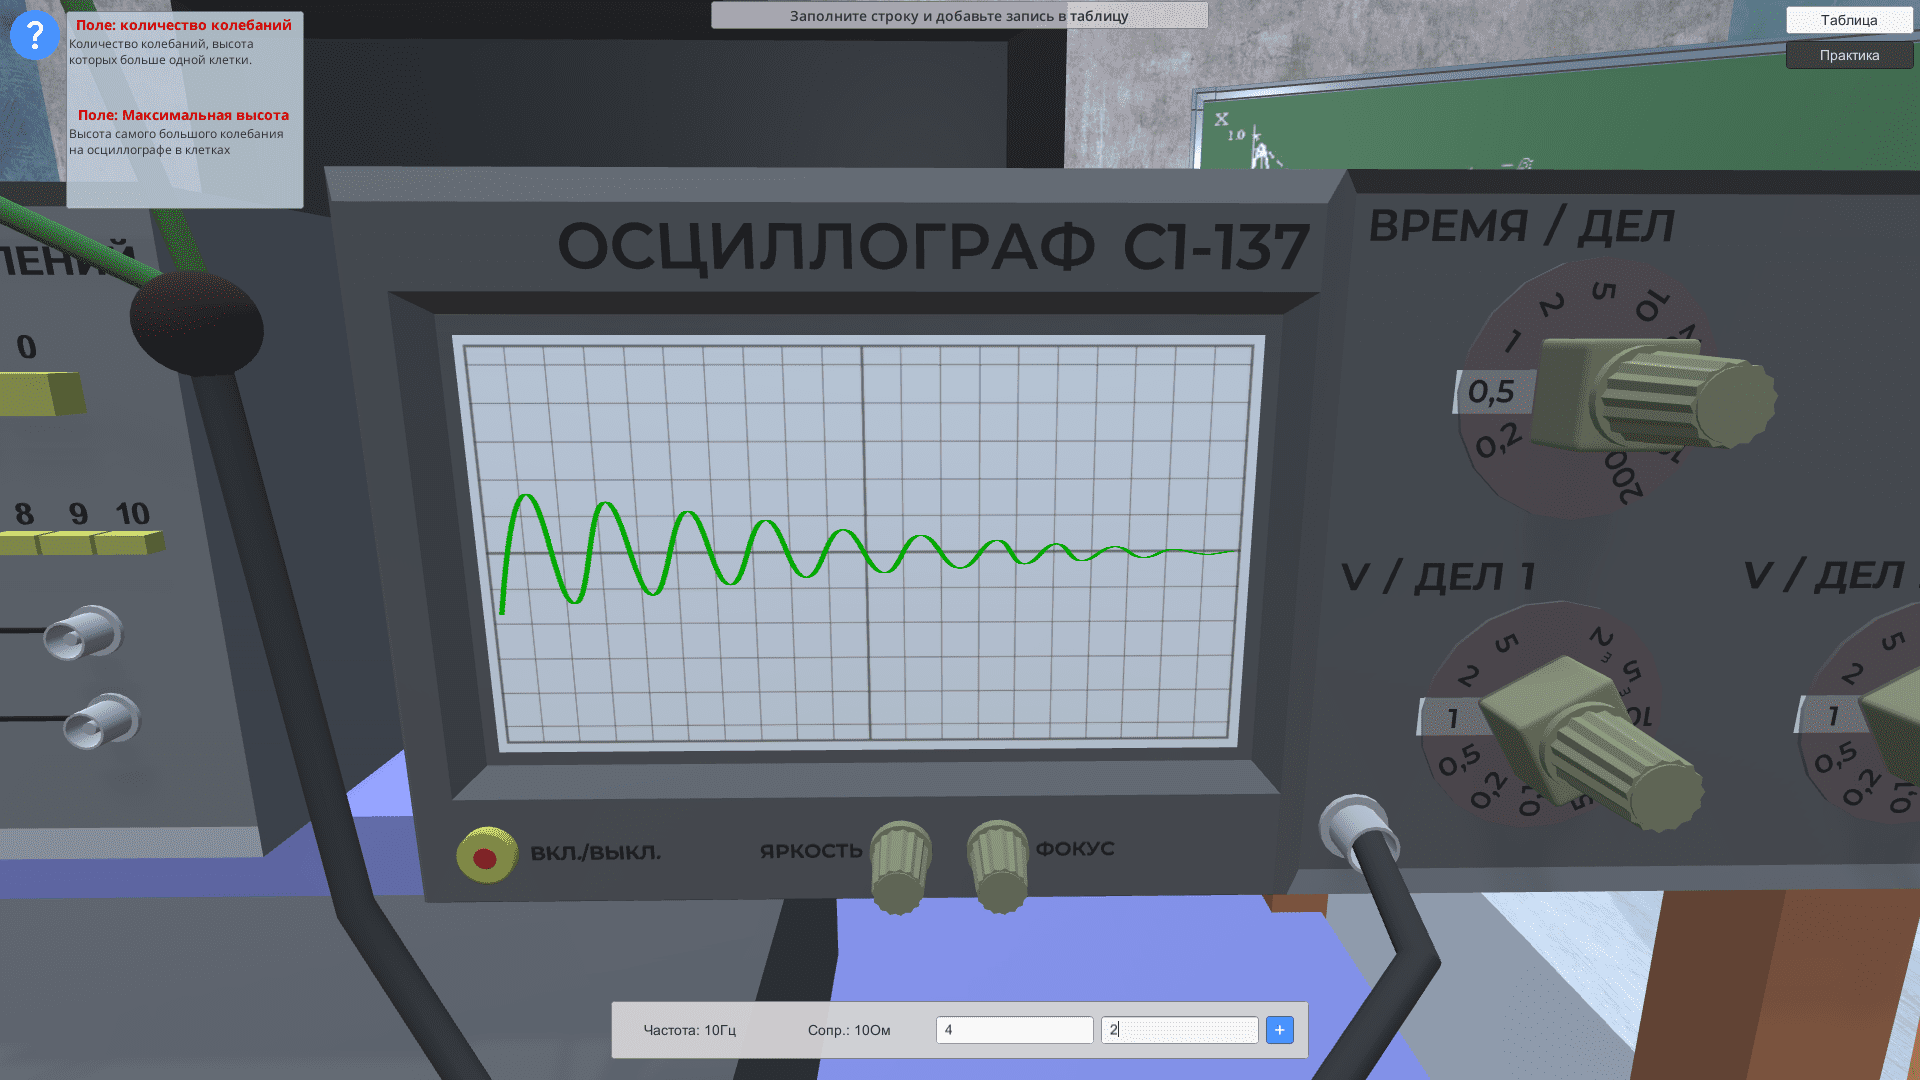 ?
Поле: количество колебаний
Количество колебаний, высота
которых больше одной клетки.
Поле: Максимальная высота
Высота самого большого колебания
на осциллографе в клетках
Заполните строку и добавьте запись в таблицу
Таблица
Практика
X
1.0
ОСЦИЛЛОГРАФ С1-137
ВРЕМЯ / ДЕЛ
0,2 0,5 1 2 5 10
200
0
8 9 10
V / ДЕЛ 1
0,2 0,5 1 2 5
V / ДЕЛ
0,2 0,5 1 2 5
ВКЛ./ВЫКЛ.
ЯРКОСТЬ
ФОКУС
Частота: 10Гц
Сопр.: 10Ом
4
2
+